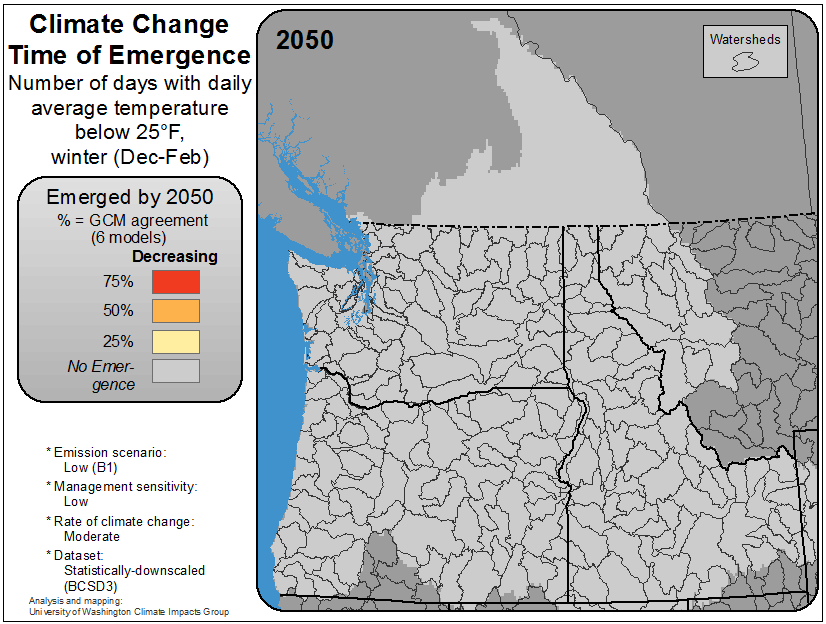 Climate Change
Time of Emergence
Number of days with daily
average temperature
below 25°F,
winter (Dec-Feb)
Emerged by 2050
% = GCM agreement
(6 models)
Decreasing
75%
50%
25%
No Emer-
gence
* Emission scenario:
Low (B1)
* Management sensitivity:
Low
* Rate of climate change:
Moderate
* Dataset:
Statistically-downscaled
(BCSD3)
Analysis and mapping:
University of Washington Climate Impacts Group
2050
Watersheds